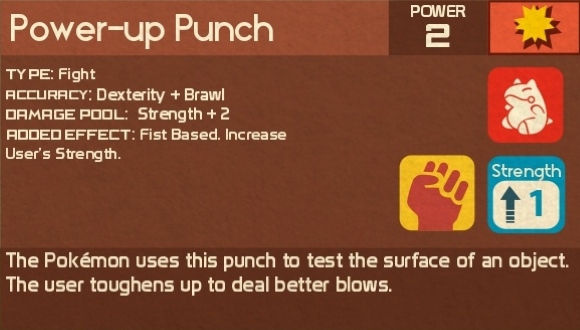 Power-up Punch
POWER
2
TYPE: Fight
ACCURACY: Dexterity + Brawl
DAMAGE POOL: Strength + 2
ADDED EFFECT: Fist Based. Increase
User's Strength.
Strength
1
The Pokémon uses this punch to test the surface of an object.
The user toughens up to deal better blows.